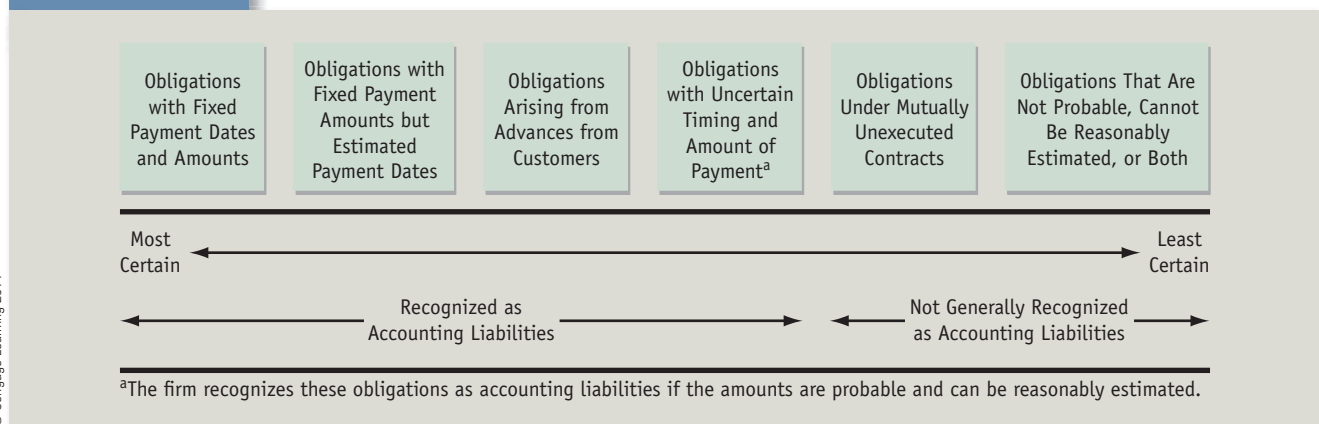 Obligations
with Fixed
Payment Dates
and Amounts
Obligations with
Fixed Payment
Amounts but
Estimated
Payment Dates
Obligations
Arising from
Advances from
Customers
Obligations
with Uncertain
Timing and
Amount of
Paymentᵃ
Obligations
Under Mutually
Unexecuted
Contracts
Obligations That Are
Not Probable, Cannot
Be Reasonably
Estimated, or Both
Most
Certain
Least
Certain
Recognized as
Accounting Liabilities
Not Generally Recognized
as Accounting Liabilities
ᵃThe firm recognizes these obligations as accounting liabilities if the amounts are probable and can be reasonably estimated.